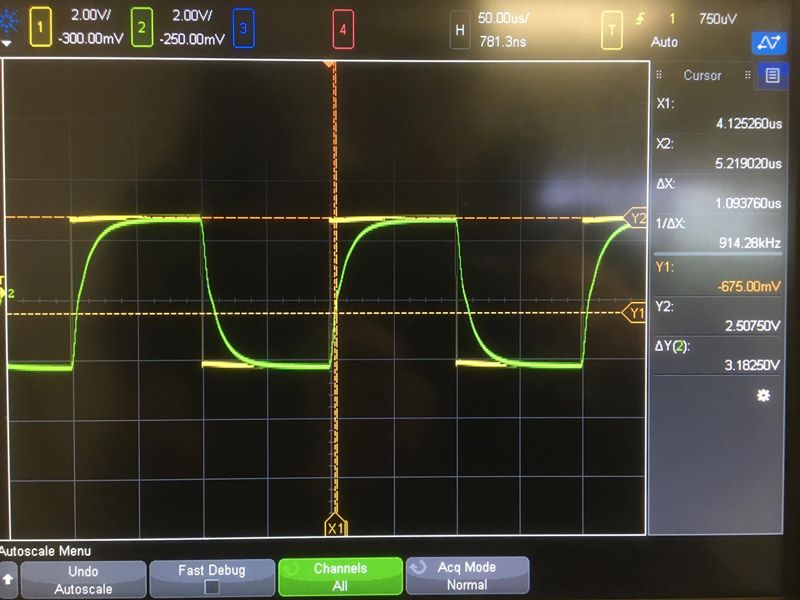 1 2.00V/ 2 2.00V/ 3 4 H 50.00us/ T 1 750uV
-300.00mV -250.00mV 781.3ns Auto
Cursor
X1:
4.125260us
X2:
5.219020us
ΔX:
1.093760us
1/ΔX:
914.28kHz
Y1:
-675.00mV
Y2:
2.50750V
ΔY(2):
3.18250V
Y2
T
2
Y1
X1
Autoscale Menu
Undo Autoscale
Fast Debug
Channels
All
Acq Mode
Normal